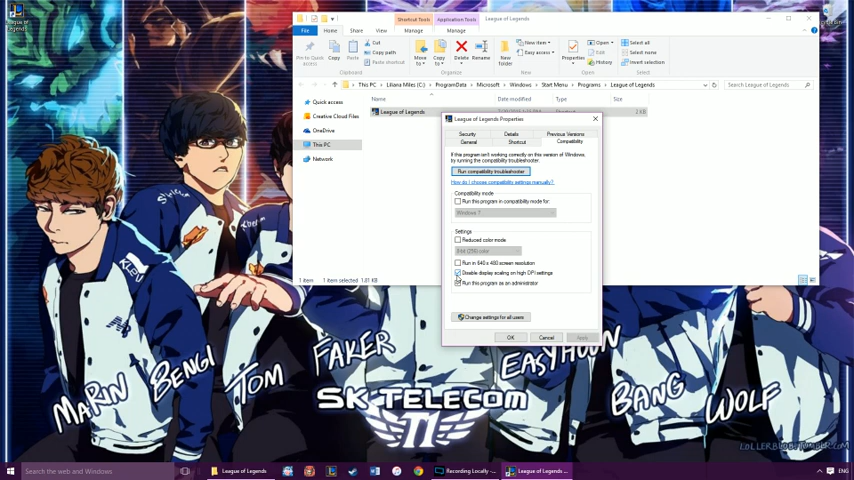 League of Legends
Shortcut Tools
Application Tools
League of Legends
File
Home
Share
View
Manage
Manage
Pin to Quick access
Copy
Paste
Cut
Copy path
Paste shortcut
Clipboard
Move to
Copy to
Delete
Rename
Organize
New folder
New item
Easy access
New
Properties
Open
Edit
History
Open
Select all
Select none
Invert selection
Select
This PC > Liliana Miles (C:) > ProgramData > Microsoft > Windows > Start Menu > Programs > League of Legends
Search League of Legends
Name
Date modified
Type
Size
Quick access
Creative Cloud Files
OneDrive
This PC
Network
League of Legends
2 KB
League of Legends Properties
Security
Details
Previous Versions
General
Shortcut
Compatibility
If this program isn't working correctly on this version of Windows,
try running the compatibility troubleshooter.
Run compatibility troubleshooter
How do I choose compatibility settings manually?
Compatibility mode
Run this program in compatibility mode for:
Windows 7
Settings
Reduced color mode
8-bit (256) color
Run in 640 x 480 screen resolution
Disable display scaling on high DPI settings
Run this program as an administrator
Change settings for all users
OK
Cancel
Apply
1 item
1 item selected
1.01 KB
KLEV
MARIN
BENGI
TOM
FAKER
EASYHOON
BANG
WOLF
SK TELECOM
T1
LOLLERBLOB.TUMBLR.COM
Search the web and Windows
League of Legends
Recording Locally -...
League of Legends ...
ENG